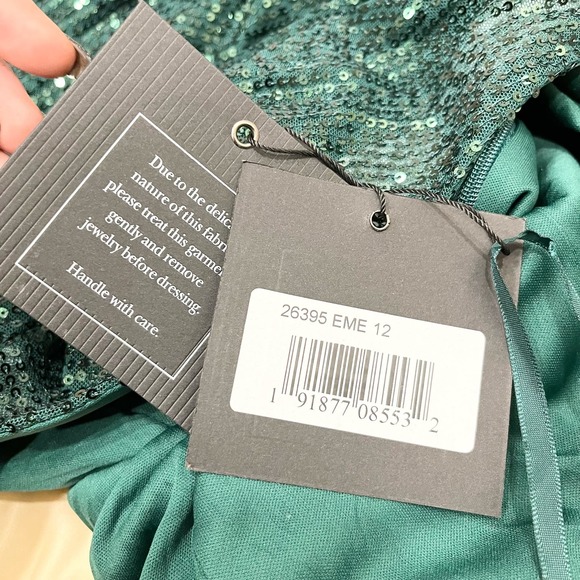 Due to the
nature of this
please treat this
gently and remove
jewelry before dressing.
Handle with care.
26395 EME 12
1 91877 08553 2